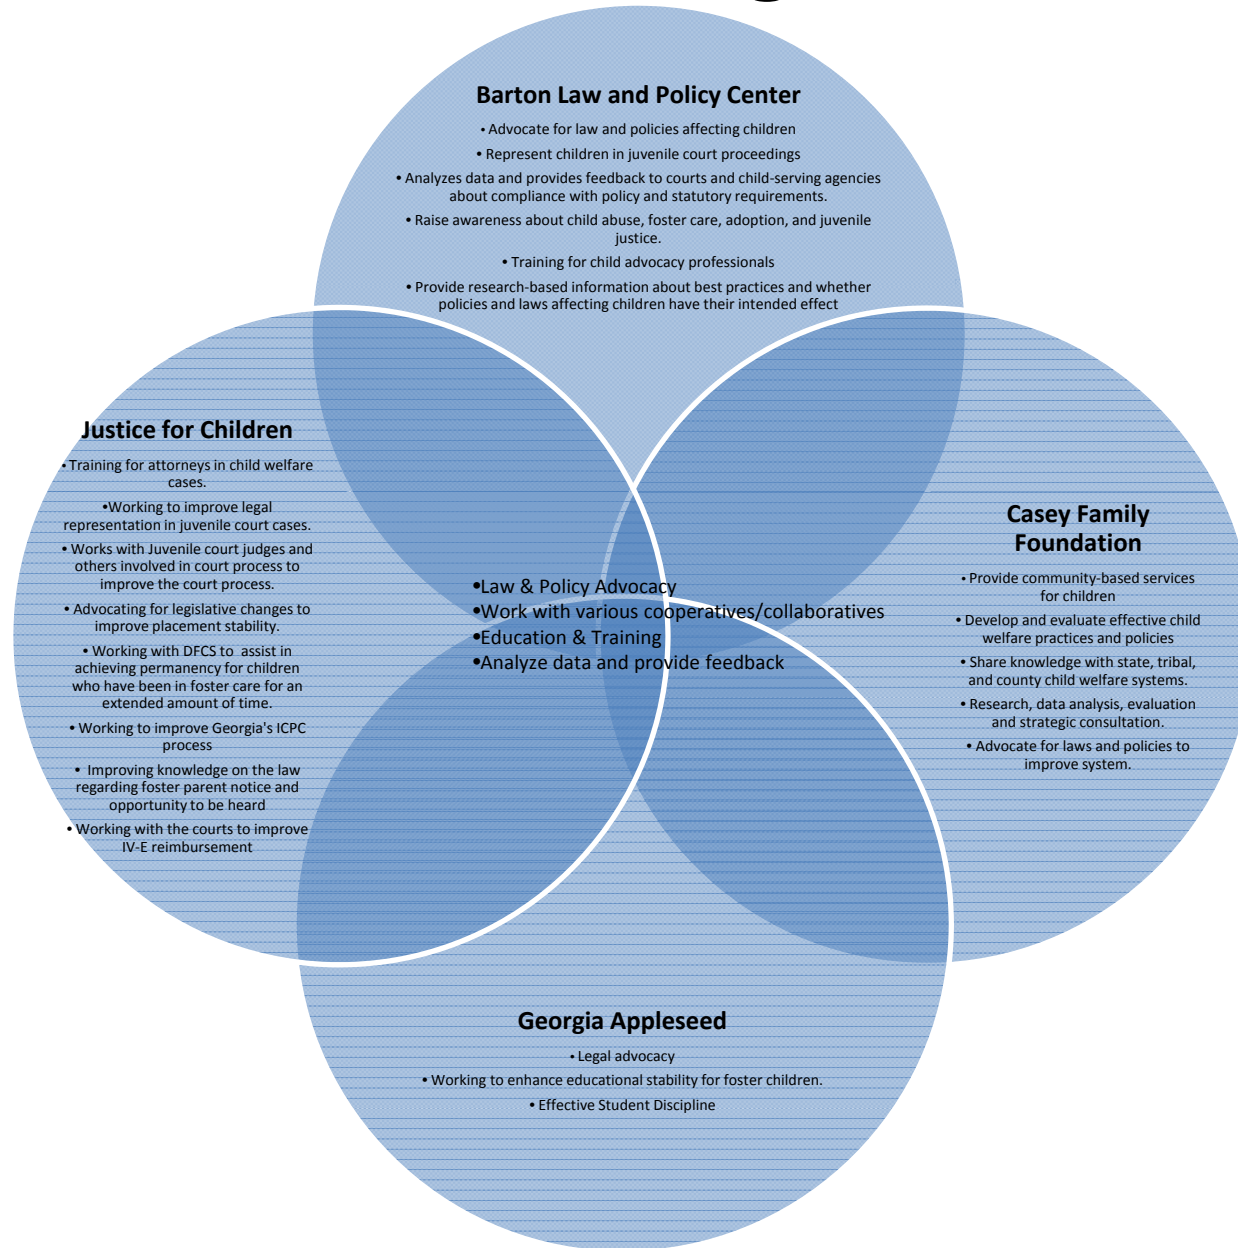 Barton Law and Policy Center
• Advocate for law and policies affecting children
• Represent children in juvenile court proceedings
• Analyzes data and provides feedback to courts and child-serving agencies
about compliance with policy and statutory requirements.
• Raise awareness about child abuse, foster care, adoption, and juvenile
justice.
• Training for child advocacy professionals
• Provide research-based information about best practices and whether
policies and laws affecting children have their intended effect
Justice for Children
• Training for attorneys in child welfare
cases.
•Working to improve legal
representation in juvenile court cases.
• Works with Juvenile court judges and
others involved in court process to
improve the court process.
• Advocating for legislative changes to
improve placement stability.
• Working with DFCS to assist in
achieving permanency for children
who have been in foster care for an
extended amount of time.
• Working to improve Georgia's ICPC
process
• Improving knowledge on the law
regarding foster parent notice and
opportunity to be heard
• Working with the courts to improve
IV-E reimbursement
•Law & Policy Advocacy
•Work with various cooperatives/collaboratives
•Education & Training
•Analyze data and provide feedback
Casey Family
Foundation
• Provide community-based services
for children
• Develop and evaluate effective child
welfare practices and policies
• Share knowledge with state, tribal,
and county child welfare systems.
• Research, data analysis, evaluation
and strategic consultation.
• Advocate for laws and policies to
improve system.
Georgia Appleseed
• Legal advocacy
• Working to enhance educational stability for foster children.
• Effective Student Discipline